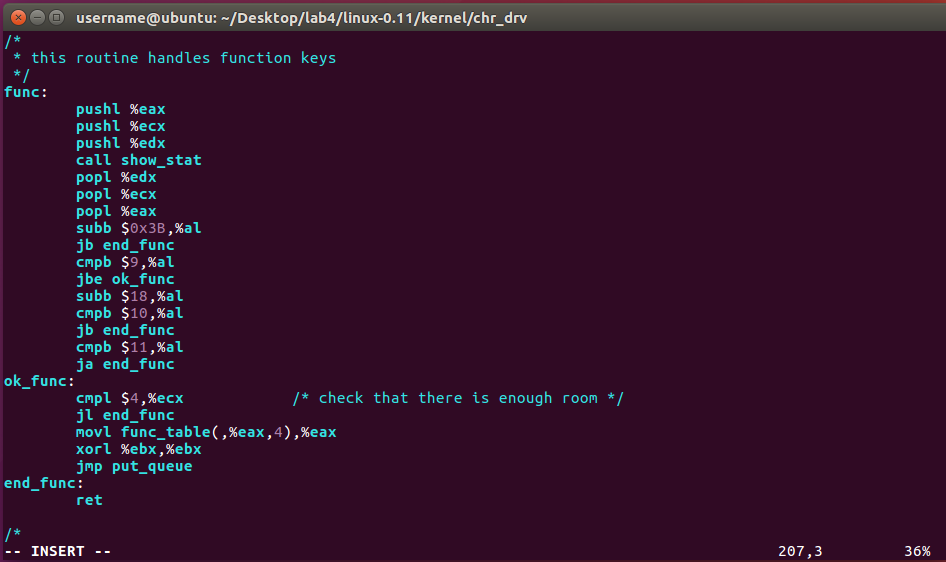 username@ubuntu: ~/Desktop/lab4/linux-0.11/kernel/chr_drv
/*
 * this routine handles function keys
 */
func:
        pushl %eax
        pushl %ecx
        pushl %edx
        call show_stat
        popl %edx
        popl %ecx
        popl %eax
        subb $0x3B,%al
        jb end_func
        cmpb $9,%al
        jbe ok_func
        subb $18,%al
        cmpb $10,%al
        jb end_func
        cmpb $11,%al
        ja end_func
ok_func:
        cmpl $4,%ecx            /* check that there is enough room */
        jl end_func
        movl func_table(,%eax,4),%eax
        xorl %ebx,%ebx
        jmp put_queue
end_func:
        ret
/*
-- INSERT -- 207,3 36%